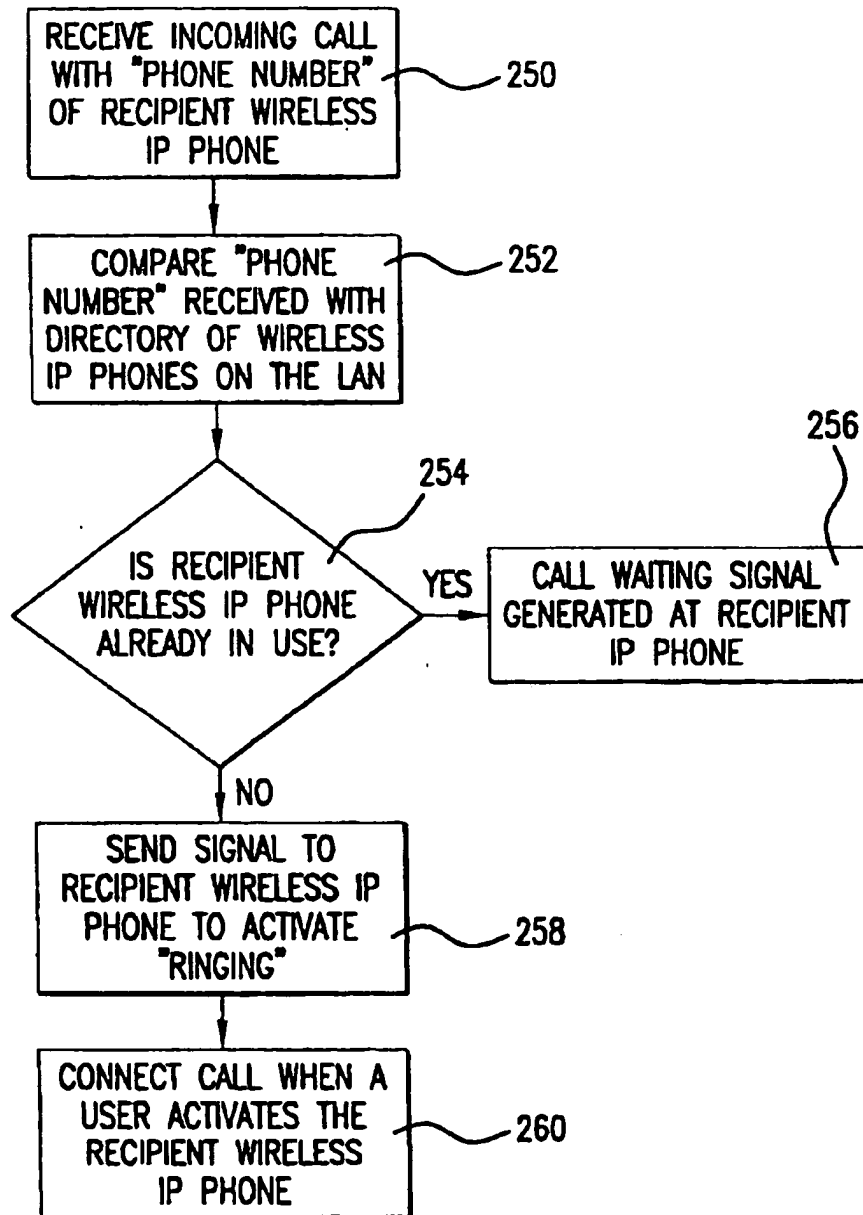 RECEIVE INCOMING CALL
WITH "PHONE NUMBER"
OF RECIPIENT WIRELESS
IP PHONE
250
COMPARE "PHONE
NUMBER" RECEIVED WITH
DIRECTORY OF WIRELESS
IP PHONES ON THE LAN
252
254
IS RECIPIENT
WIRELESS IP PHONE
ALREADY IN USE?
YES
256
CALL WAITING SIGNAL
GENERATED AT RECIPIENT
IP PHONE
NO
SEND SIGNAL TO
RECIPIENT WIRELESS IP
PHONE TO ACTIVATE
"RINGING"
258
CONNECT CALL WHEN A
USER ACTIVATES THE
RECIPIENT WIRELESS
IP PHONE
260